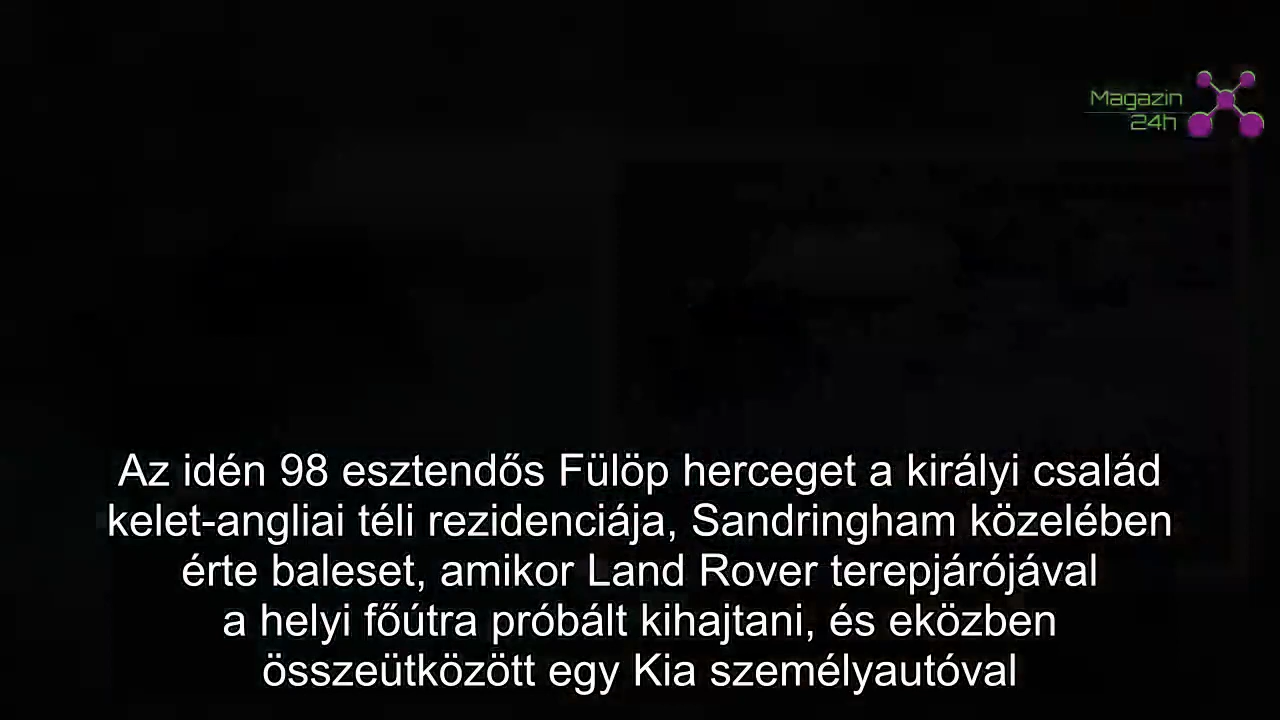 Magazin
24h
Az idén 98 esztendős Fülöp herceget a királyi család
kelet-angliai téli rezidenciája, Sandringham közelében
érte baleset, amikor Land Rover terepjárójával
a helyi főútra próbált kihajtani, és eközben
összeütközött egy Kia személyautóval